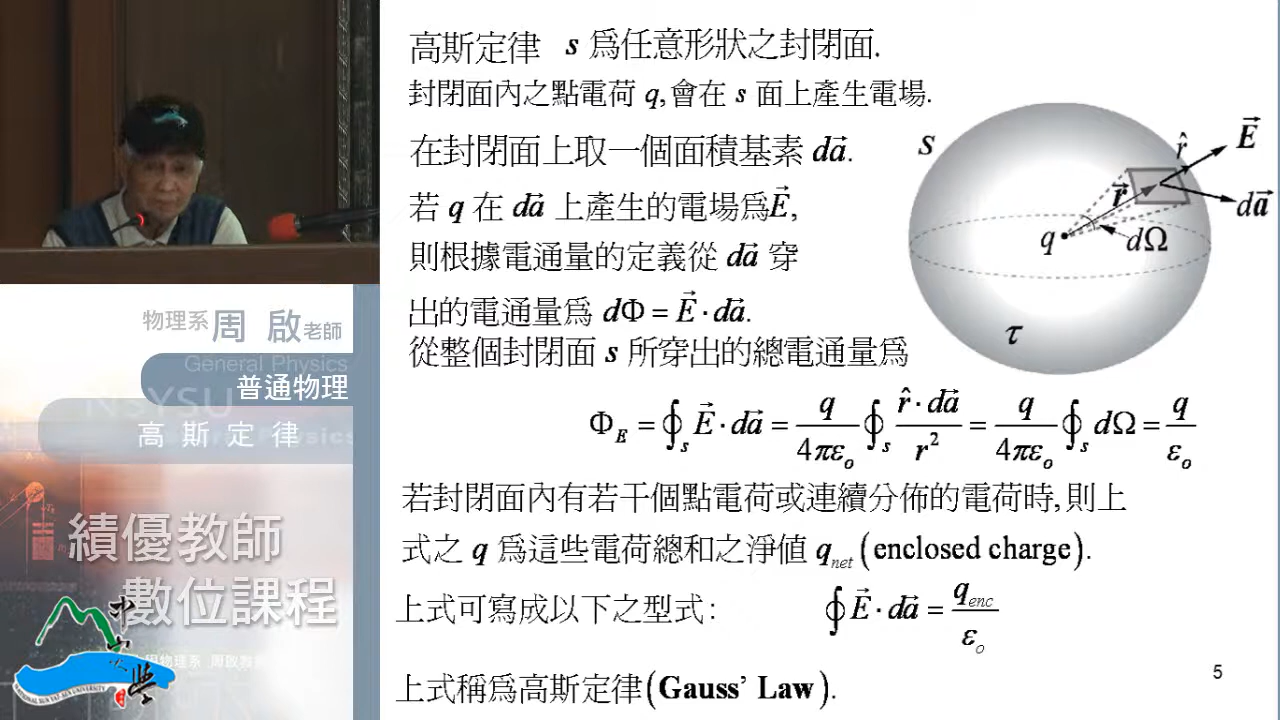 高斯定律 s 為任意形狀之封閉面.
封閉面內之點電荷 q,會在 s 面上產生電場.
在封閉面上取一個面積基素 da⃗.
若 q 在 da⃗ 上產生的電場為E⃗,
則根據電通量的定義從 da⃗ 穿
出的電通量為 dΦ = E⃗ · da⃗.
從整個封閉面 s 所穿出的總電通量為
Φ_E = ∮_s E⃗ · da⃗ = q/4πε_o ∮_s r̂ · da⃗/r² = q/4πε_o ∮_s dΩ = q/ε_o
若封閉面內有若干個點電荷或連續分佈的電荷時,則上
式之 q 為這些電荷總和之淨值 q_net (enclosed charge).
上式可寫成以下之型式: ∮ E⃗ · da⃗ = q_enc/ε_o
上式稱為高斯定律(Gauss' Law).
S
r̂
E⃗
r⃗
da⃗
q
dΩ
τ
5
物理系 周 啟 老師
General Physics
普通物理
NSYSU
高斯定律
績優教師
數位課程
中山大學